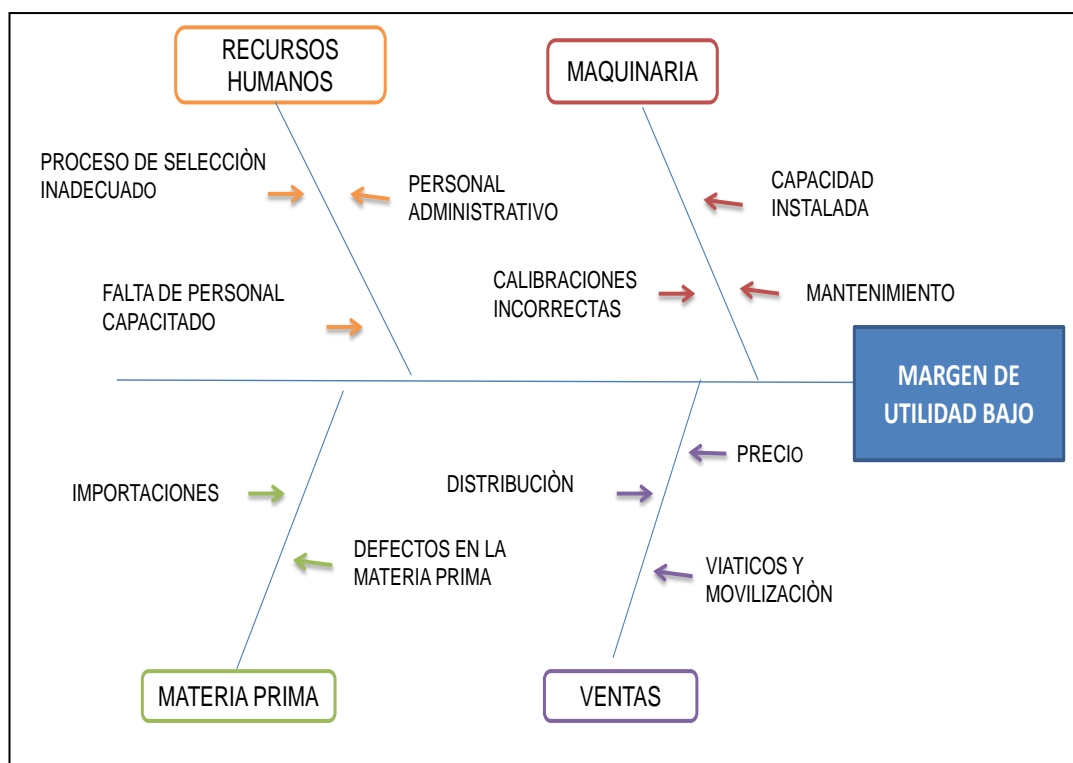 RECURSOS
HUMANOS
MAQUINARIA
PROCESO DE SELECCIÒN
INADECUADO
PERSONAL
ADMINISTRATIVO
CAPACIDAD
INSTALADA
FALTA DE PERSONAL
CAPACITADO
CALIBRACIONES
INCORRECTAS
MANTENIMIENTO
MARGEN DE
UTILIDAD BAJO
IMPORTACIONES
DEFECTOS EN LA
MATERIA PRIMA
DISTRIBUCIÒN
PRECIO
VIATICOS Y
MOVILIZACIÒN
MATERIA PRIMA
VENTAS